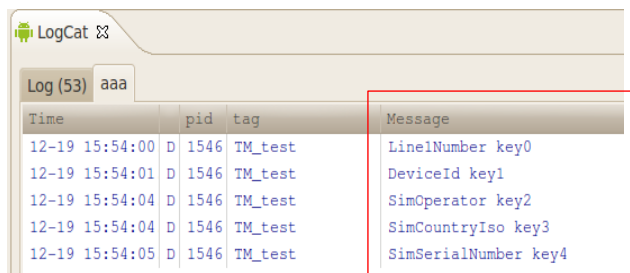 LogCat
Log (53) aaa
Time pid tag Message
12-19 15:54:00 D 1546 TM_test Line1Number key0
12-19 15:54:01 D 1546 TM_test DeviceId key1
12-19 15:54:04 D 1546 TM_test SimOperator key2
12-19 15:54:04 D 1546 TM_test SimCountryIso key3
12-19 15:54:05 D 1546 TM_test SimSerialNumber key4